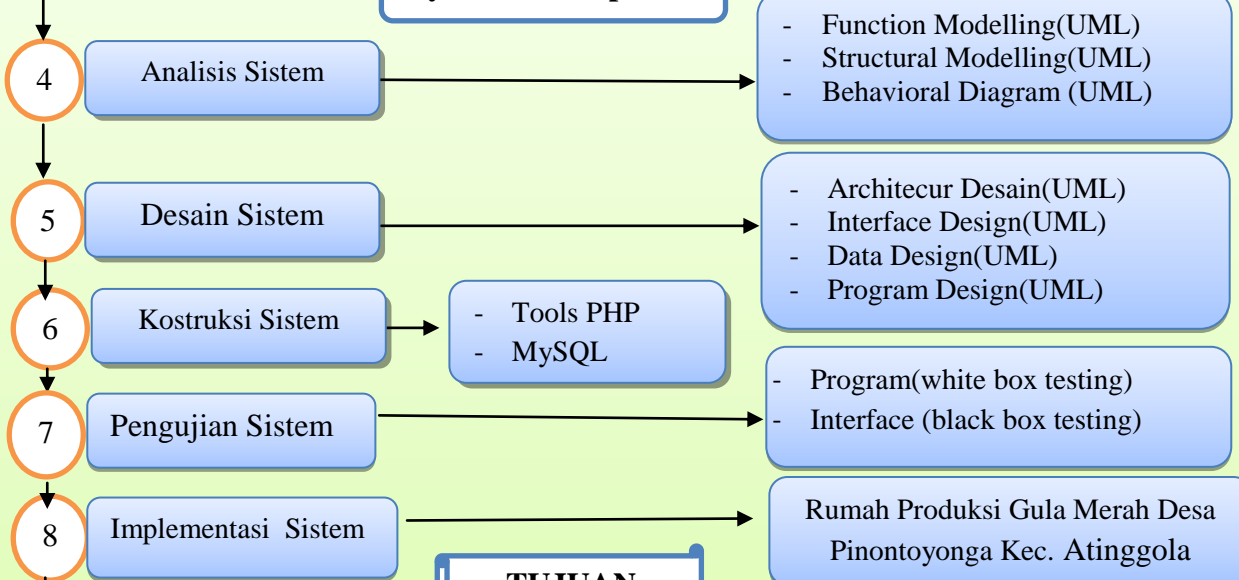 - Function Modelling(UML)
- Structural Modelling(UML)
- Behavioral Diagram (UML)
4
Analisis Sistem
- Architecur Desain(UML)
- Interface Design(UML)
- Data Design(UML)
- Program Design(UML)
5
Desain Sistem
6
Kostruksi Sistem
- Tools PHP
- MySQL
7
Pengujian Sistem
- Program(white box testing)
- Interface (black box testing)
8
Implementasi Sistem
Rumah Produksi Gula Merah Desa
Pinontoyonga Kec. Atinggola
TUJUAN